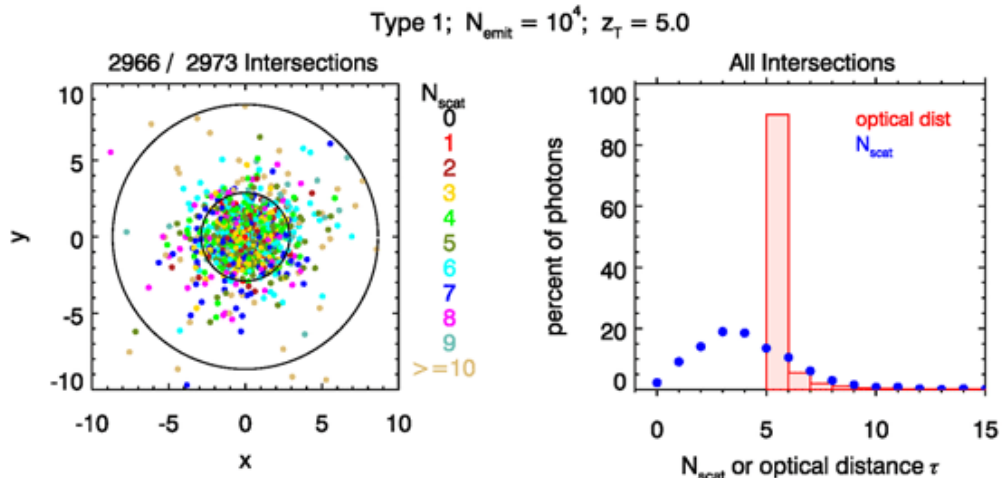 Type 1; N_emit = 10^4; z_T = 5.0
2966 / 2973 Intersections
10
5
0
-5
-10
y
-10 -5 0 5 10
x
N_scat
0
1
2
3
4
5
6
7
8
9
>=10
All Intersections
100
80
60
40
20
0
percent of photons
optical dist
N_scat
0 5 10 15
N_scat or optical distance τ